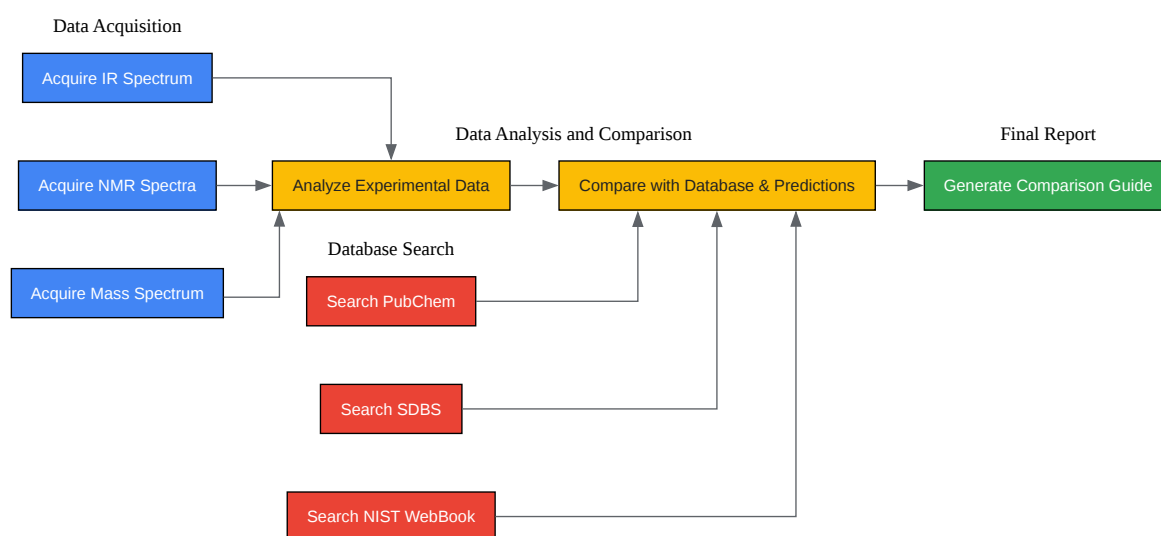 Data Acquisition
Acquire IR Spectrum
Data Analysis and Comparison
Final Report
Acquire NMR Spectra
Analyze Experimental Data
Compare with Database & Predictions
Generate Comparison Guide
Database Search
Acquire Mass Spectrum
Search PubChem
Search SDBS
Search NIST WebBook